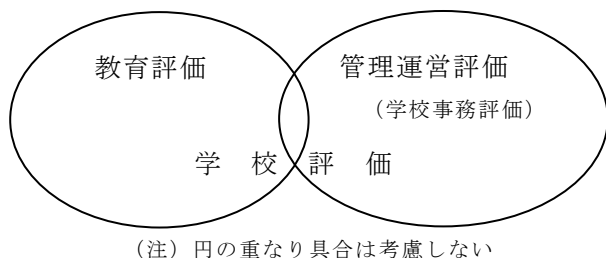 教育評価
管理運営評価
（学校事務評価）
学校評価
（注）円の重なり具合は考慮しない